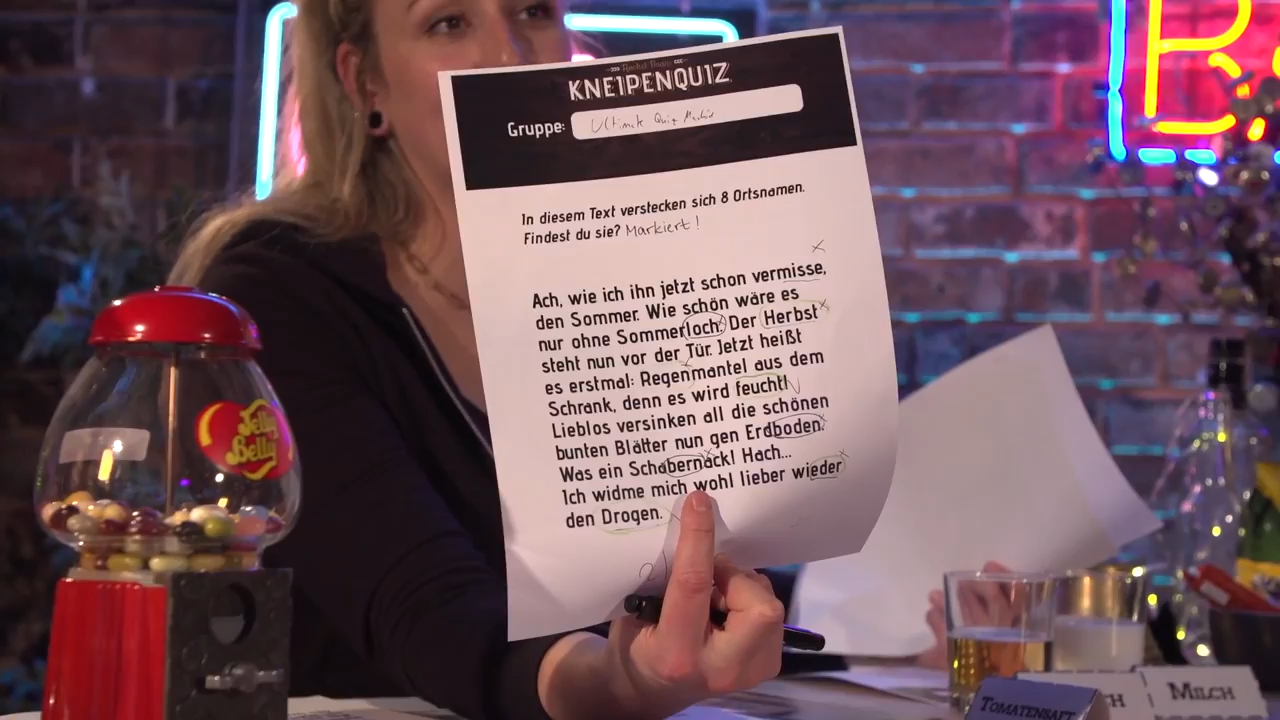 Rocket Beans
KNEIPENQUIZ
Gruppe: Ultimate Quiz
In diesem Text verstecken sich 8 Ortsnamen.
Findest du sie? Markiert!
Ach, wie ich ihn jetzt schon vermisse,
den Sommer. Wie schön wäre es
nur ohne Sommerloch. Der Herbst
steht nun vor der Tür. Jetzt heißt
es erstmal: Regenmantel aus dem
Schrank, denn es wird feucht!
Lieblos versinken all die schönen
bunten Blätter nun gen Erdboden.
Was ein Schabernack! Hach...
Ich widme mich wohl lieber wieder
den Drogen.
2
Jelly
Belly
TOMATENSAFT
CH
MILCH